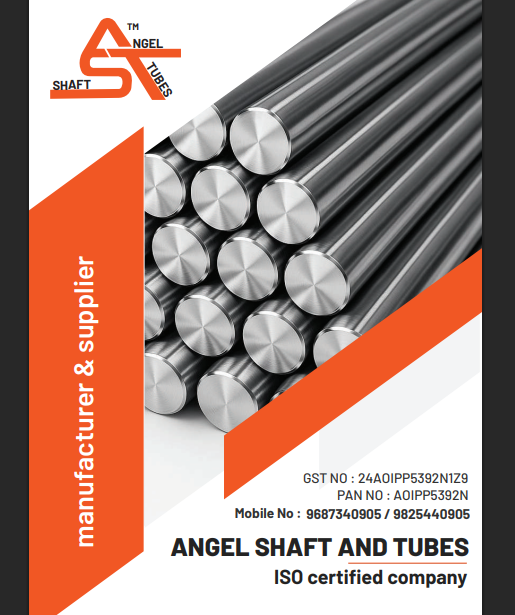 TM
ANGEL
SHAFT
TUBES
manufacturer & supplier
GST NO : 24AOIPP5392N1Z9
PAN NO : AOIPP5392N
Mobile No : 9687340905 / 9825440905
ANGEL SHAFT AND TUBES
ISO certified company